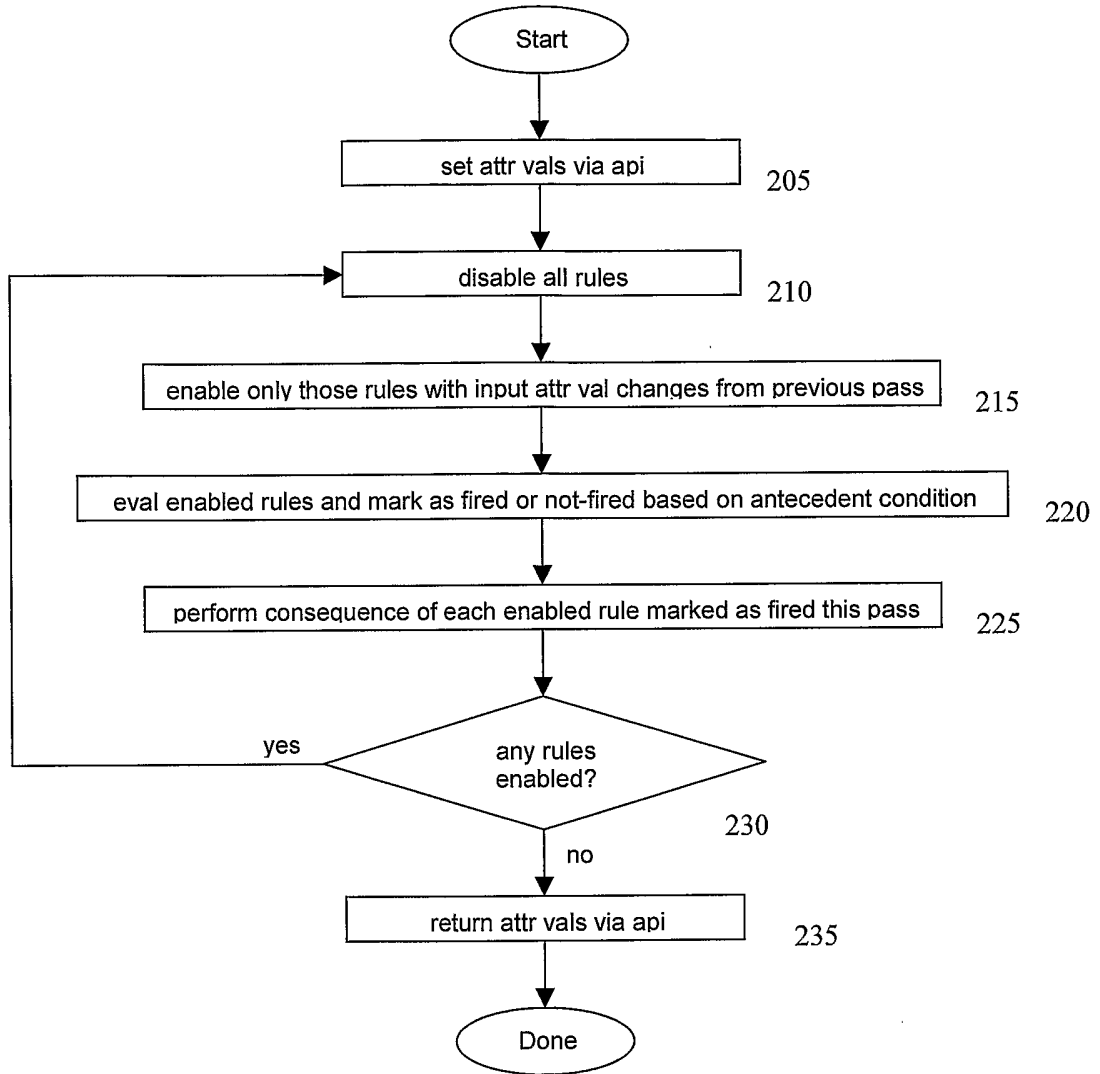 Start
set attr vals via api
205
disable all rules
210
enable only those rules with input attr val changes from previous pass
215
eval enabled rules and mark as fired or not-fired based on antecedent condition
220
perform consequence of each enabled rule marked as fired this pass
225
yes
any rules
enabled?
230
no
return attr vals via api
235
Done